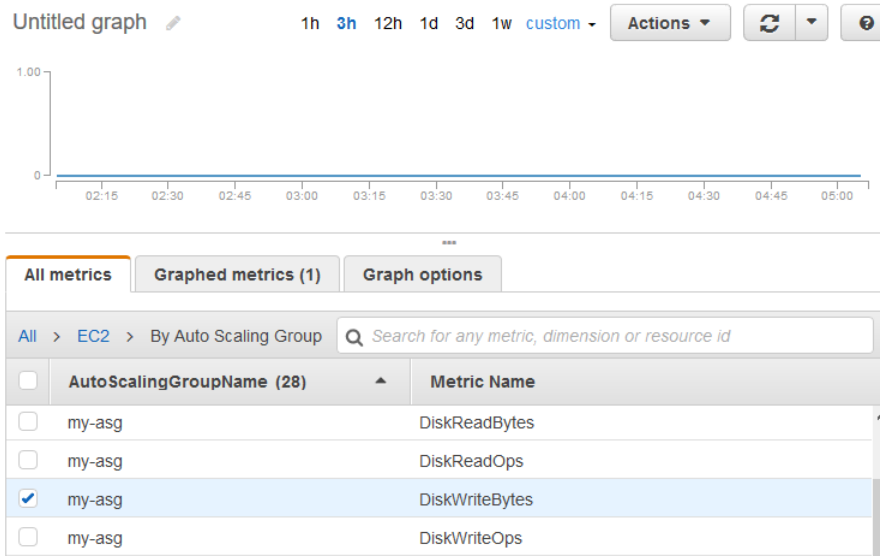 Untitled graph 1h 3h 12h 1d 3d 1w custom Actions
1.00
0
02:15 02:30 02:45 03:00 03:15 03:30 03:45 04:00 04:15 04:30 04:45 05:00
All metrics Graphed metrics (1) Graph options
All > EC2 > By Auto Scaling Group Search for any metric, dimension or resource id
AutoScalingGroupName (28) Metric Name
my-asg DiskReadBytes
my-asg DiskReadOps
my-asg DiskWriteBytes
my-asg DiskWriteOps